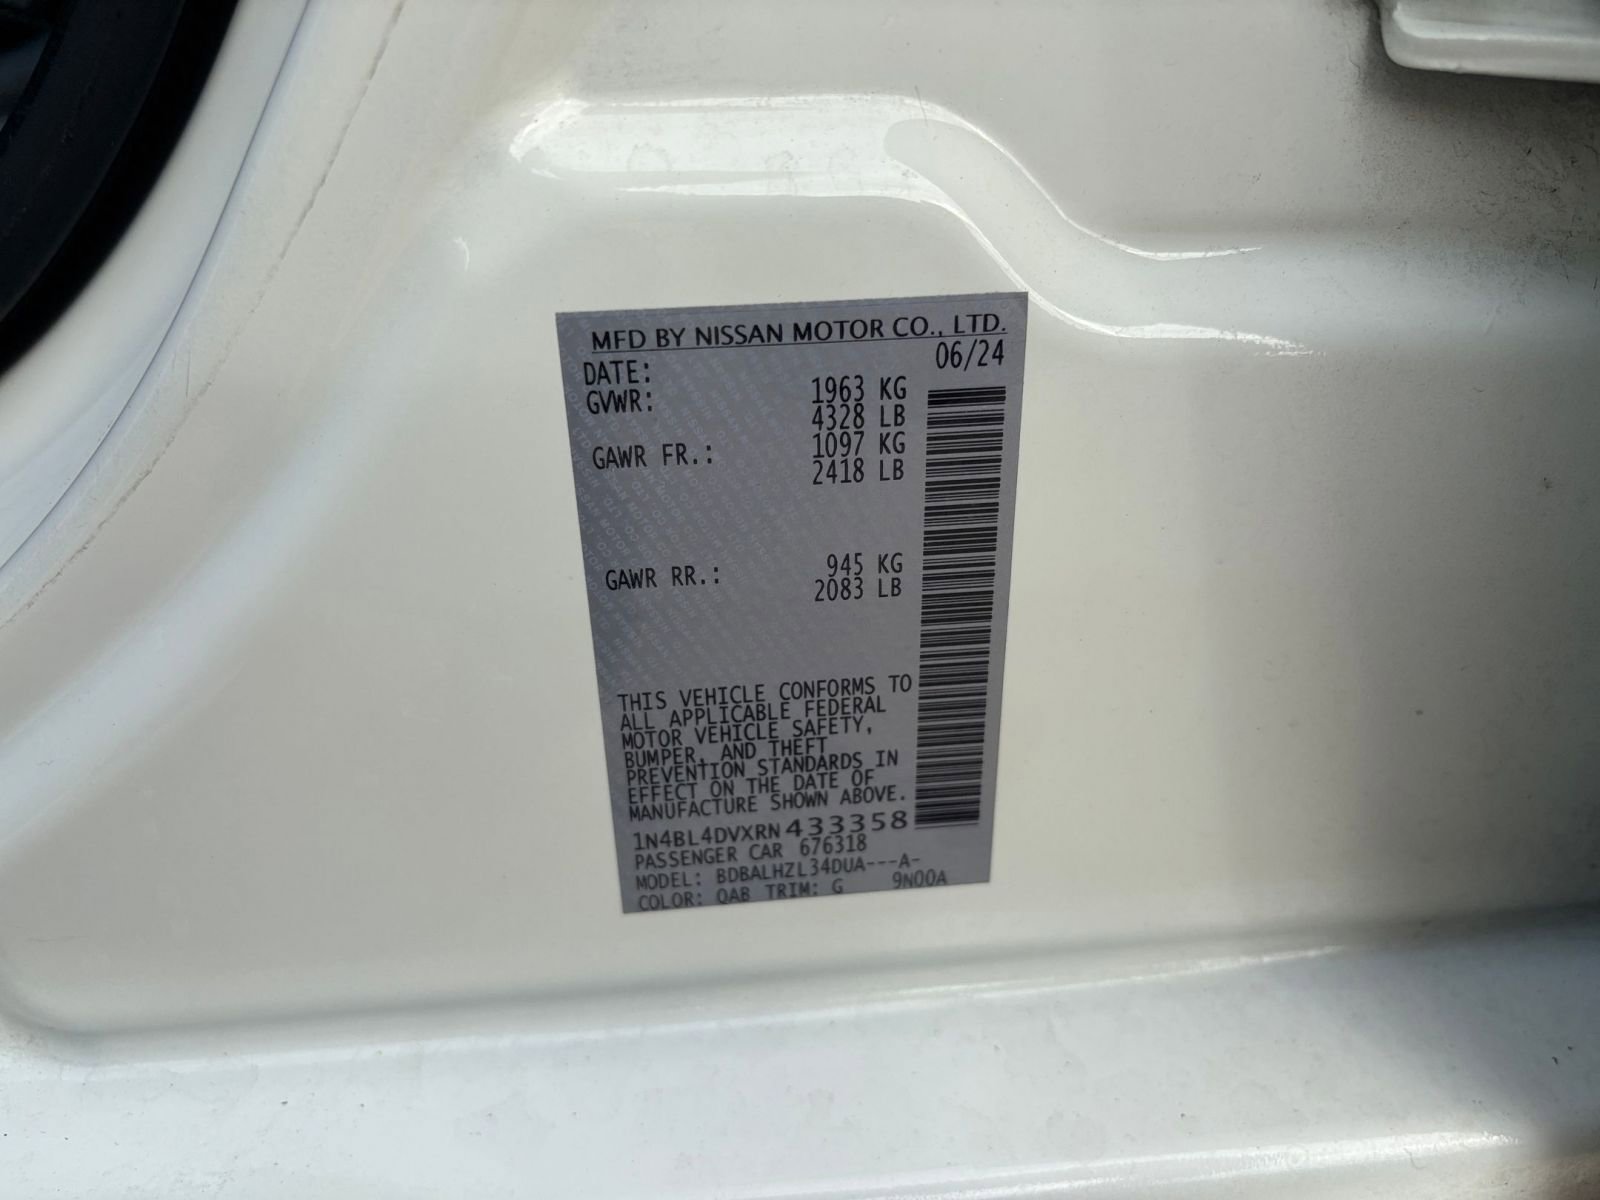 MFD BY NISSAN MOTOR CO., LTD.
DATE: 06/24
GVWR: 1963 KG
4328 LB
GAWR FR.: 1097 KG
2418 LB
GAWR RR.: 945 KG
2083 LB
THIS VEHICLE CONFORMS TO
ALL APPLICABLE FEDERAL
MOTOR VEHICLE SAFETY,
BUMPER, AND THEFT
PREVENTION STANDARDS IN
EFFECT ON THE DATE OF
MANUFACTURE SHOWN ABOVE.
1N4BL4DVXRN433358
PASSENGER CAR 676318
MODEL: BDBALHZL34DUA---A-
COLOR: QAB TRIM: G 9N00A